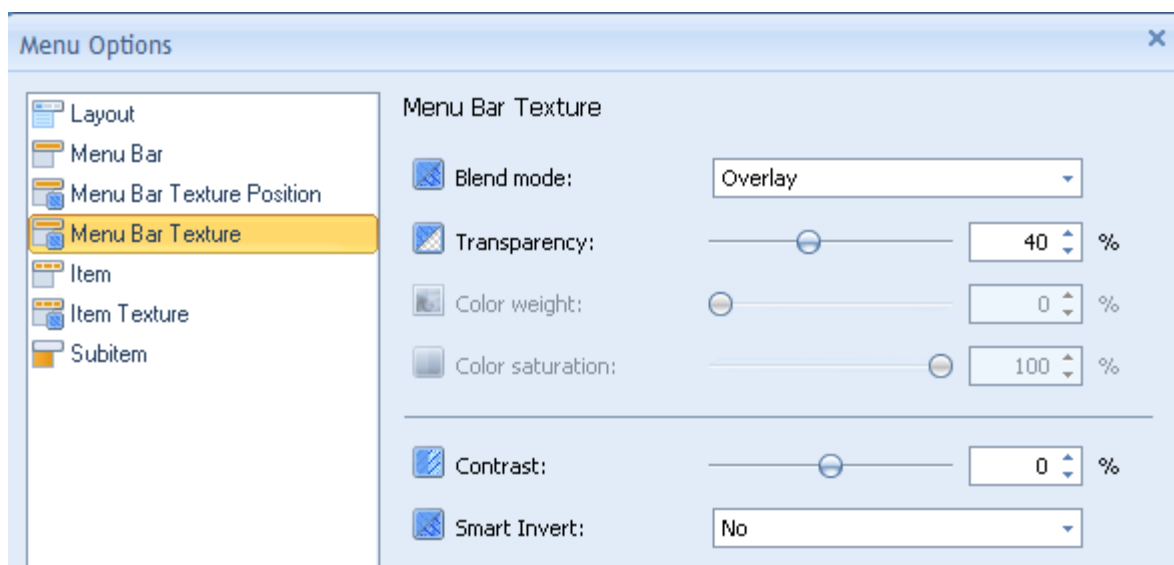 Menu Options
Layout
Menu Bar
Menu Bar Texture Position
Menu Bar Texture
Item
Item Texture
Subitem
Menu Bar Texture
Blend mode: Overlay
Transparency: 40 %
Color weight: 0 %
Color saturation: 100 %
Contrast: 0 %
Smart Invert: No